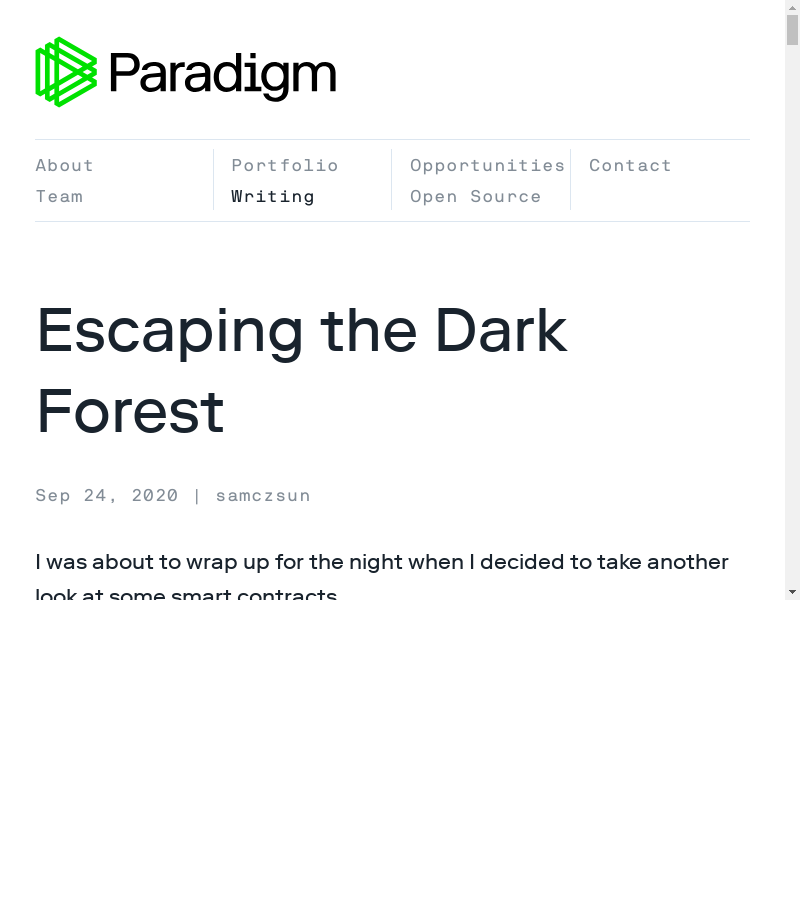 Paradigm
About
Team
Portfolio
Writing
Opportunities
Open Source
Contact
Escaping the Dark
Forest
Sep 24, 2020 | samczsun
I was about to wrap up for the night when I decided to take another
look at some smart contracts